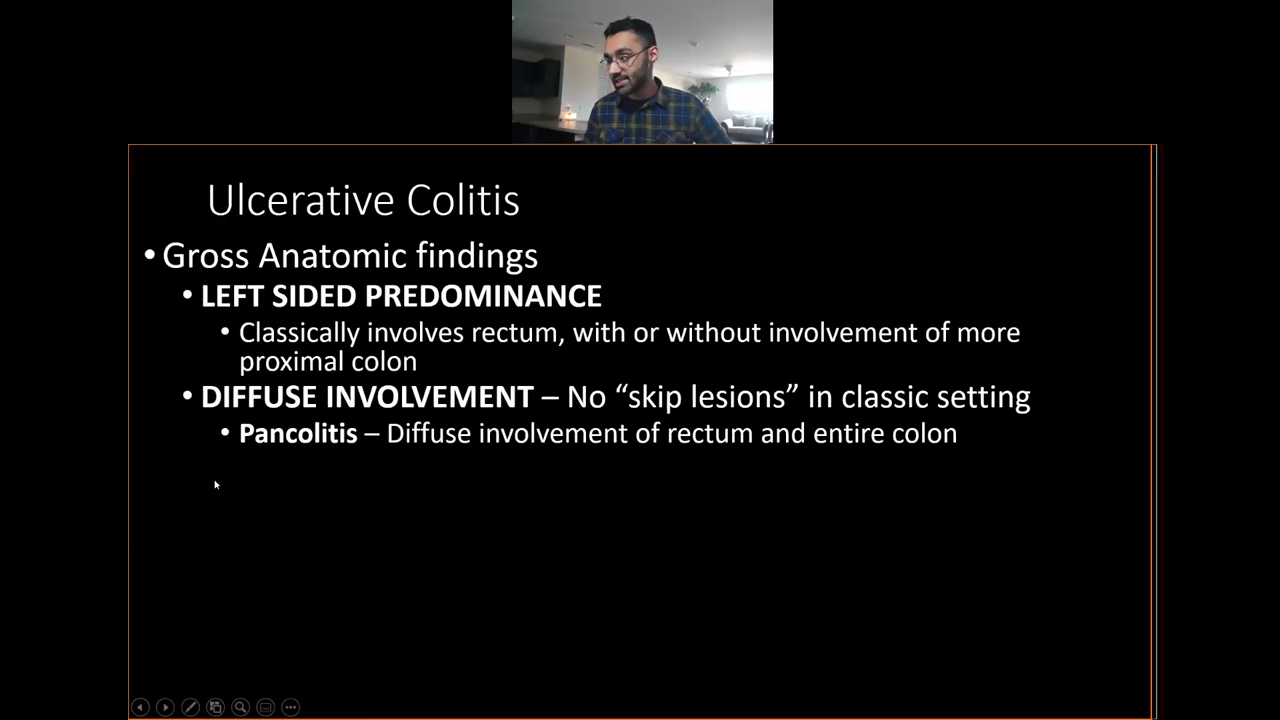 Ulcerative Colitis
• Gross Anatomic findings
• LEFT SIDED PREDOMINANCE
• Classically involves rectum, with or without involvement of more
proximal colon
• DIFFUSE INVOLVEMENT – No “skip lesions” in classic setting
• Pancolitis – Diffuse involvement of rectum and entire colon